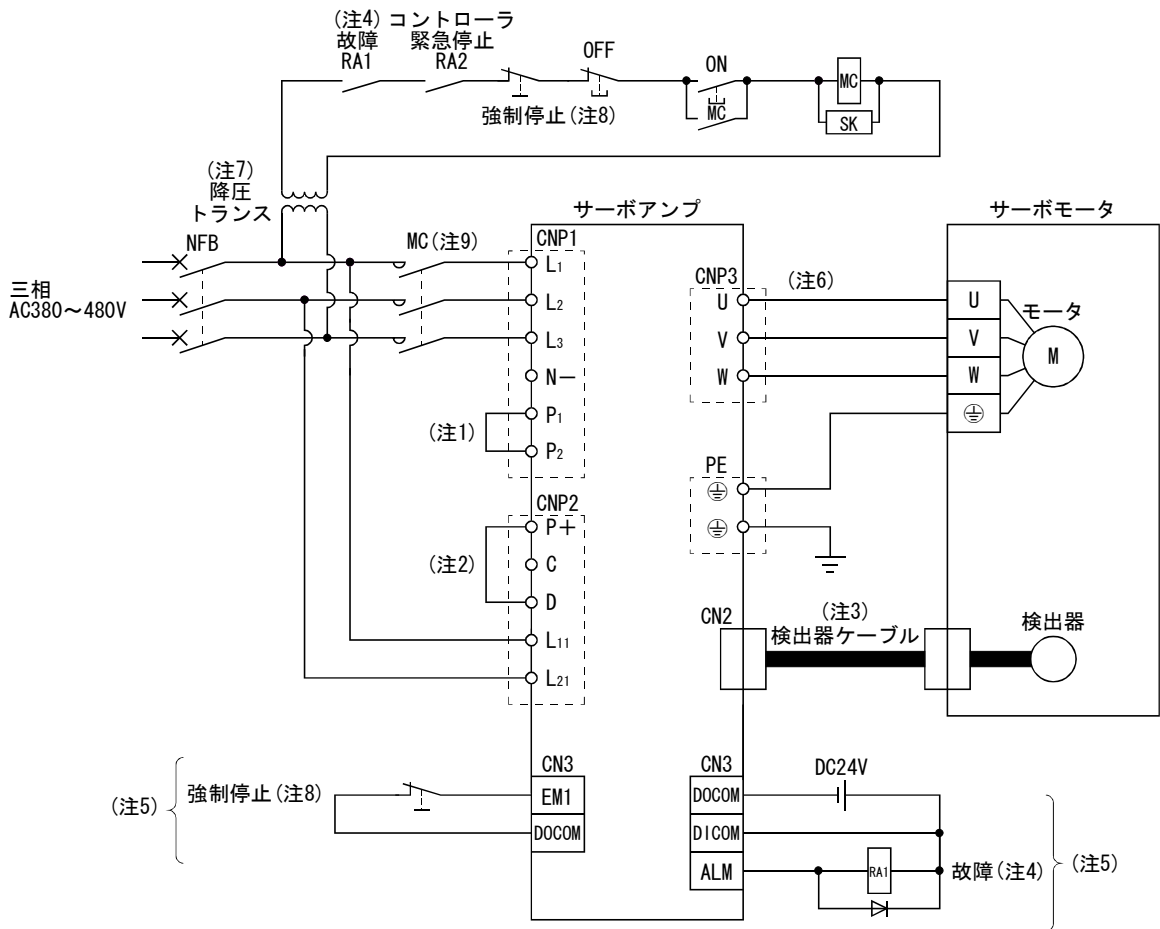 (注4) コントローラ
故障 緊急停止
RA1 RA2
OFF
ON
MC
MC
SK
強制停止(注8)
(注7)
降圧
トランス
サーボアンプ
サーボモータ
NFB
MC(注9)
CNP1
L1
L2
L3
N−
P1
P2
三相
AC380～480V
CNP3
U
V
W
(注6)
U
V
W
モータ
M
(注1)
PE
CNP2
P+
C
D
L11
L21
(注2)
CN2
(注3)
検出器ケーブル
検出器
CN3
EM1
DOCOM
強制停止(注8)
(注5)
CN3
DOCOM
DICOM
ALM
DC24V
RA1
故障(注4)
(注5)